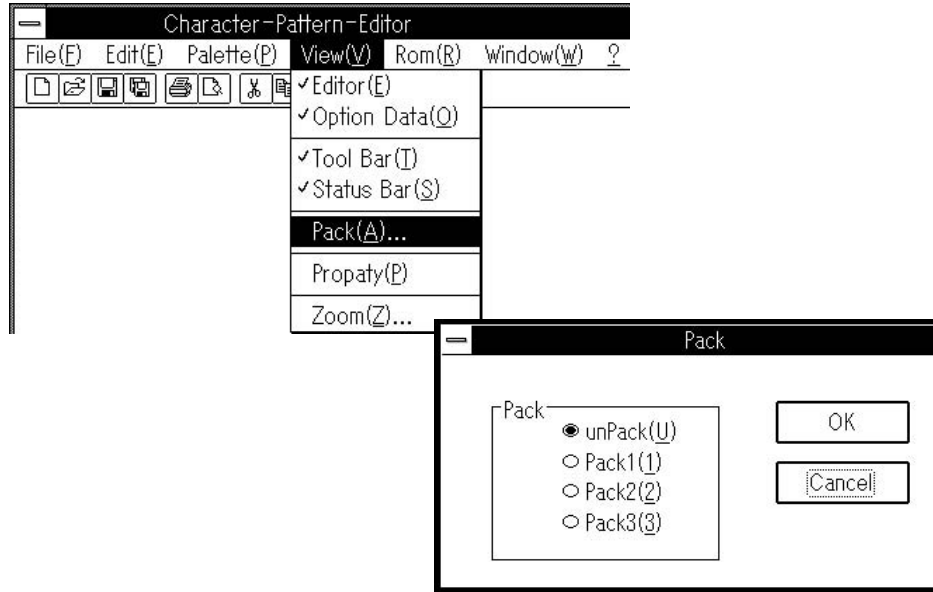 Character-Pattern-Editor
File(F) Edit(E) Palette(P) View(V) Rom(R) Window(W) ?
✓Editor(E)
✓Option Data(O)
✓Tool Bar(T)
✓Status Bar(S)
Pack(A)...
Propaty(P)
Zoom(Z)...
Pack
Pack
unPack(U)
Pack1(1)
Pack2(2)
Pack3(3)
OK
Cancel